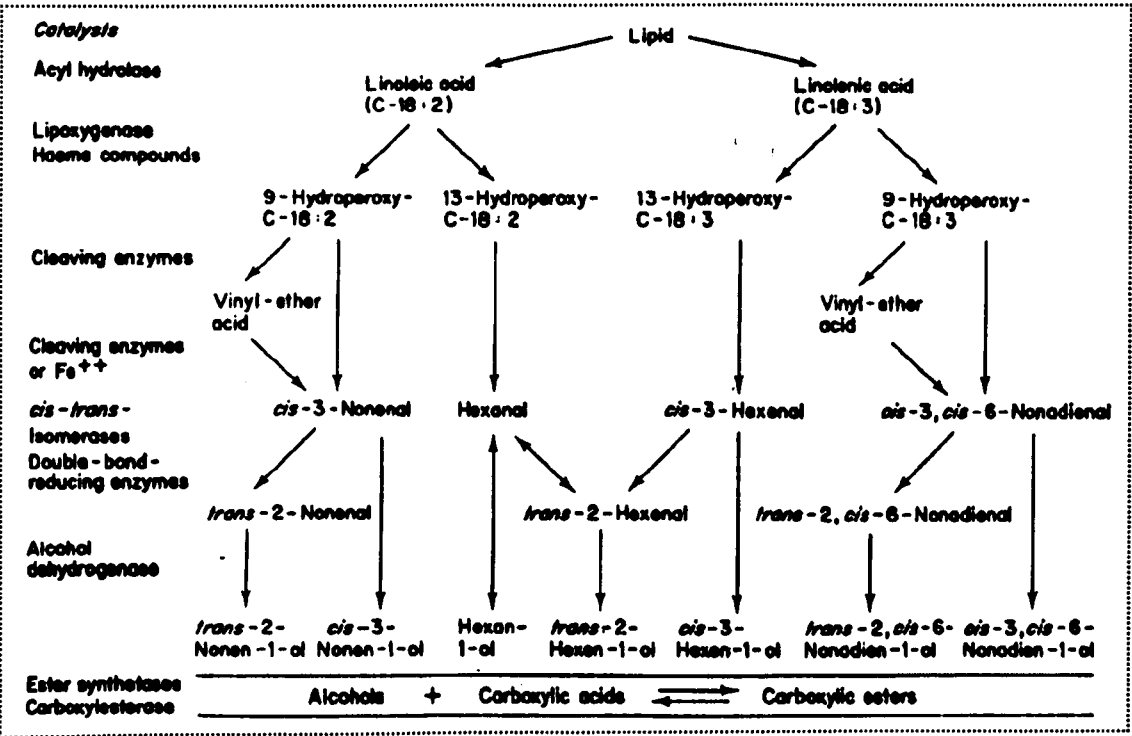 Catalysis
Lipid
Acyl hydrolase
Linoleic acid
(C-18:2)
Linolenic acid
(C-18:3)
Lipoxygenase
Haeme compounds
9-Hydroperoxy-
C-18:2
13-Hydroperoxy-
C-18:2
13-Hydroperoxy-
C-18:3
9-Hydroperoxy-
C-18:3
Cleaving enzymes
Vinyl-ether
acid
Vinyl-ether
acid
Cleaving enzymes
or Fe++
cis-3-Nonenal
Hexanal
cis-3-Hexenal
cis-3, cis-6-Nonadienal
cis-trans-
Isomerases
Double-bond-
reducing enzymes
trans-2-Nonenal
trans-2-Hexenal
trans-2, cis-6-Nonadienal
Alcohol
dehydrogenase
trans-2-
Nonen-1-ol
cis-3-
Nonen-1-ol
Hexan-
1-ol
trans-2-
Hexen-1-ol
cis-3-
Hexen-1-ol
trans-2, cis-6-
Nonadien-1-ol
cis-3, cis-6-
Nonadien-1-ol
Ester synthetases
Carboxylesterase
Alcohols + Carboxylic acids ⇌ Carboxylic esters